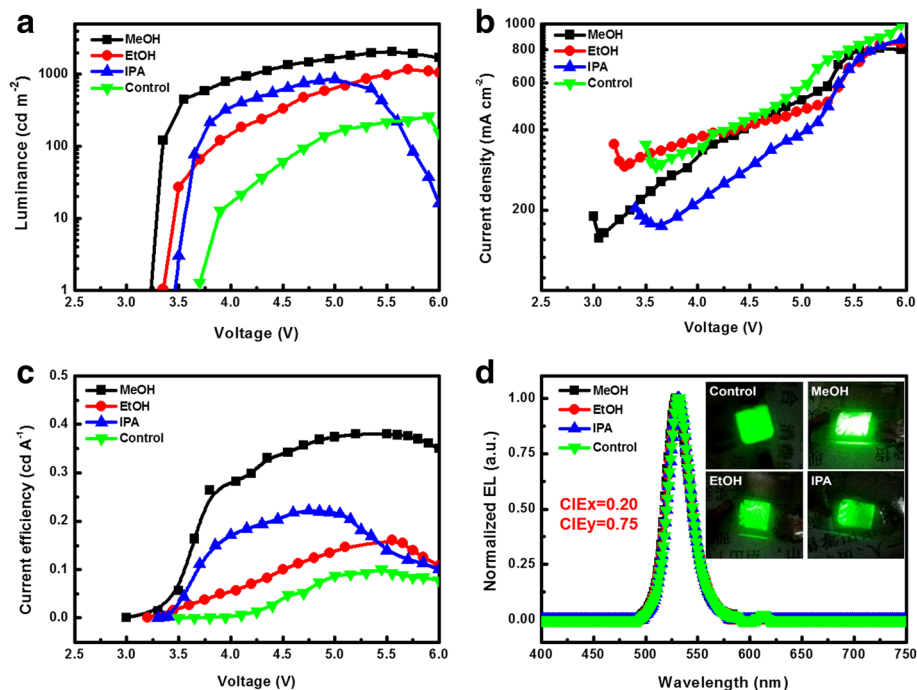 a
MeOH
EtOH
IPA
Control
Luminance (cd m⁻²)
1000
100
10
1
2.5 3.0 3.5 4.0 4.5 5.0 5.5 6.0
Voltage (V)
b
MeOH
EtOH
IPA
Control
Current density (mA cm⁻²)
1000
800
600
400
200
2.5 3.0 3.5 4.0 4.5 5.0 5.5 6.0
Voltage (V)
c
MeOH
EtOH
IPA
Control
Current efficiency (cd A⁻¹)
0.5
0.4
0.3
0.2
0.1
0.0
2.5 3.0 3.5 4.0 4.5 5.0 5.5 6.0
Voltage (V)
d
MeOH
EtOH
IPA
Control
CIEx=0.20
CIEy=0.75
Control
MeOH
EtOH
IPA
Normalized EL (a.u.)
1.00
0.75
0.50
0.25
0.00
400 450 500 550 600 650 700 750
Wavelength (nm)